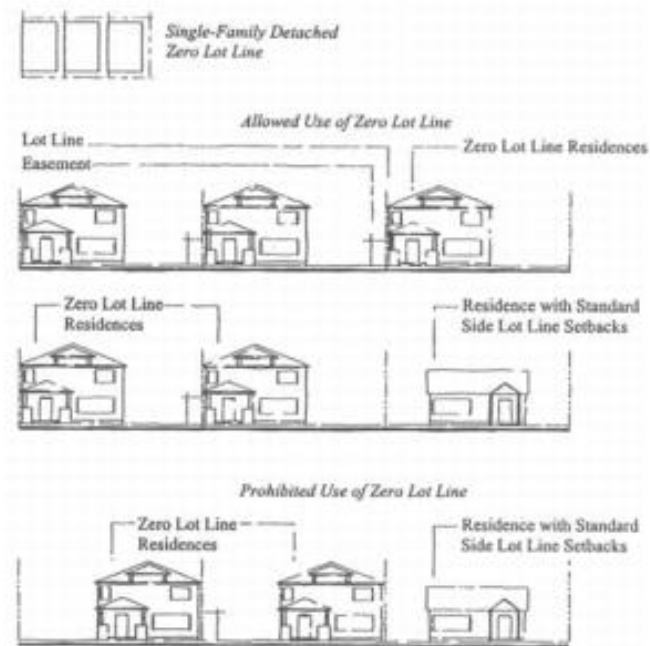 Single-Family Detached
Zero Lot Line
Allowed Use of Zero Lot Line
Lot Line
Easement
Zero Lot Line Residences
Zero Lot Line
Residences
Residence with Standard
Side Lot Line Setbacks
Prohibited Use of Zero Lot Line
Zero Lot Line
Residences
Residence with Standard
Side Lot Line Setbacks